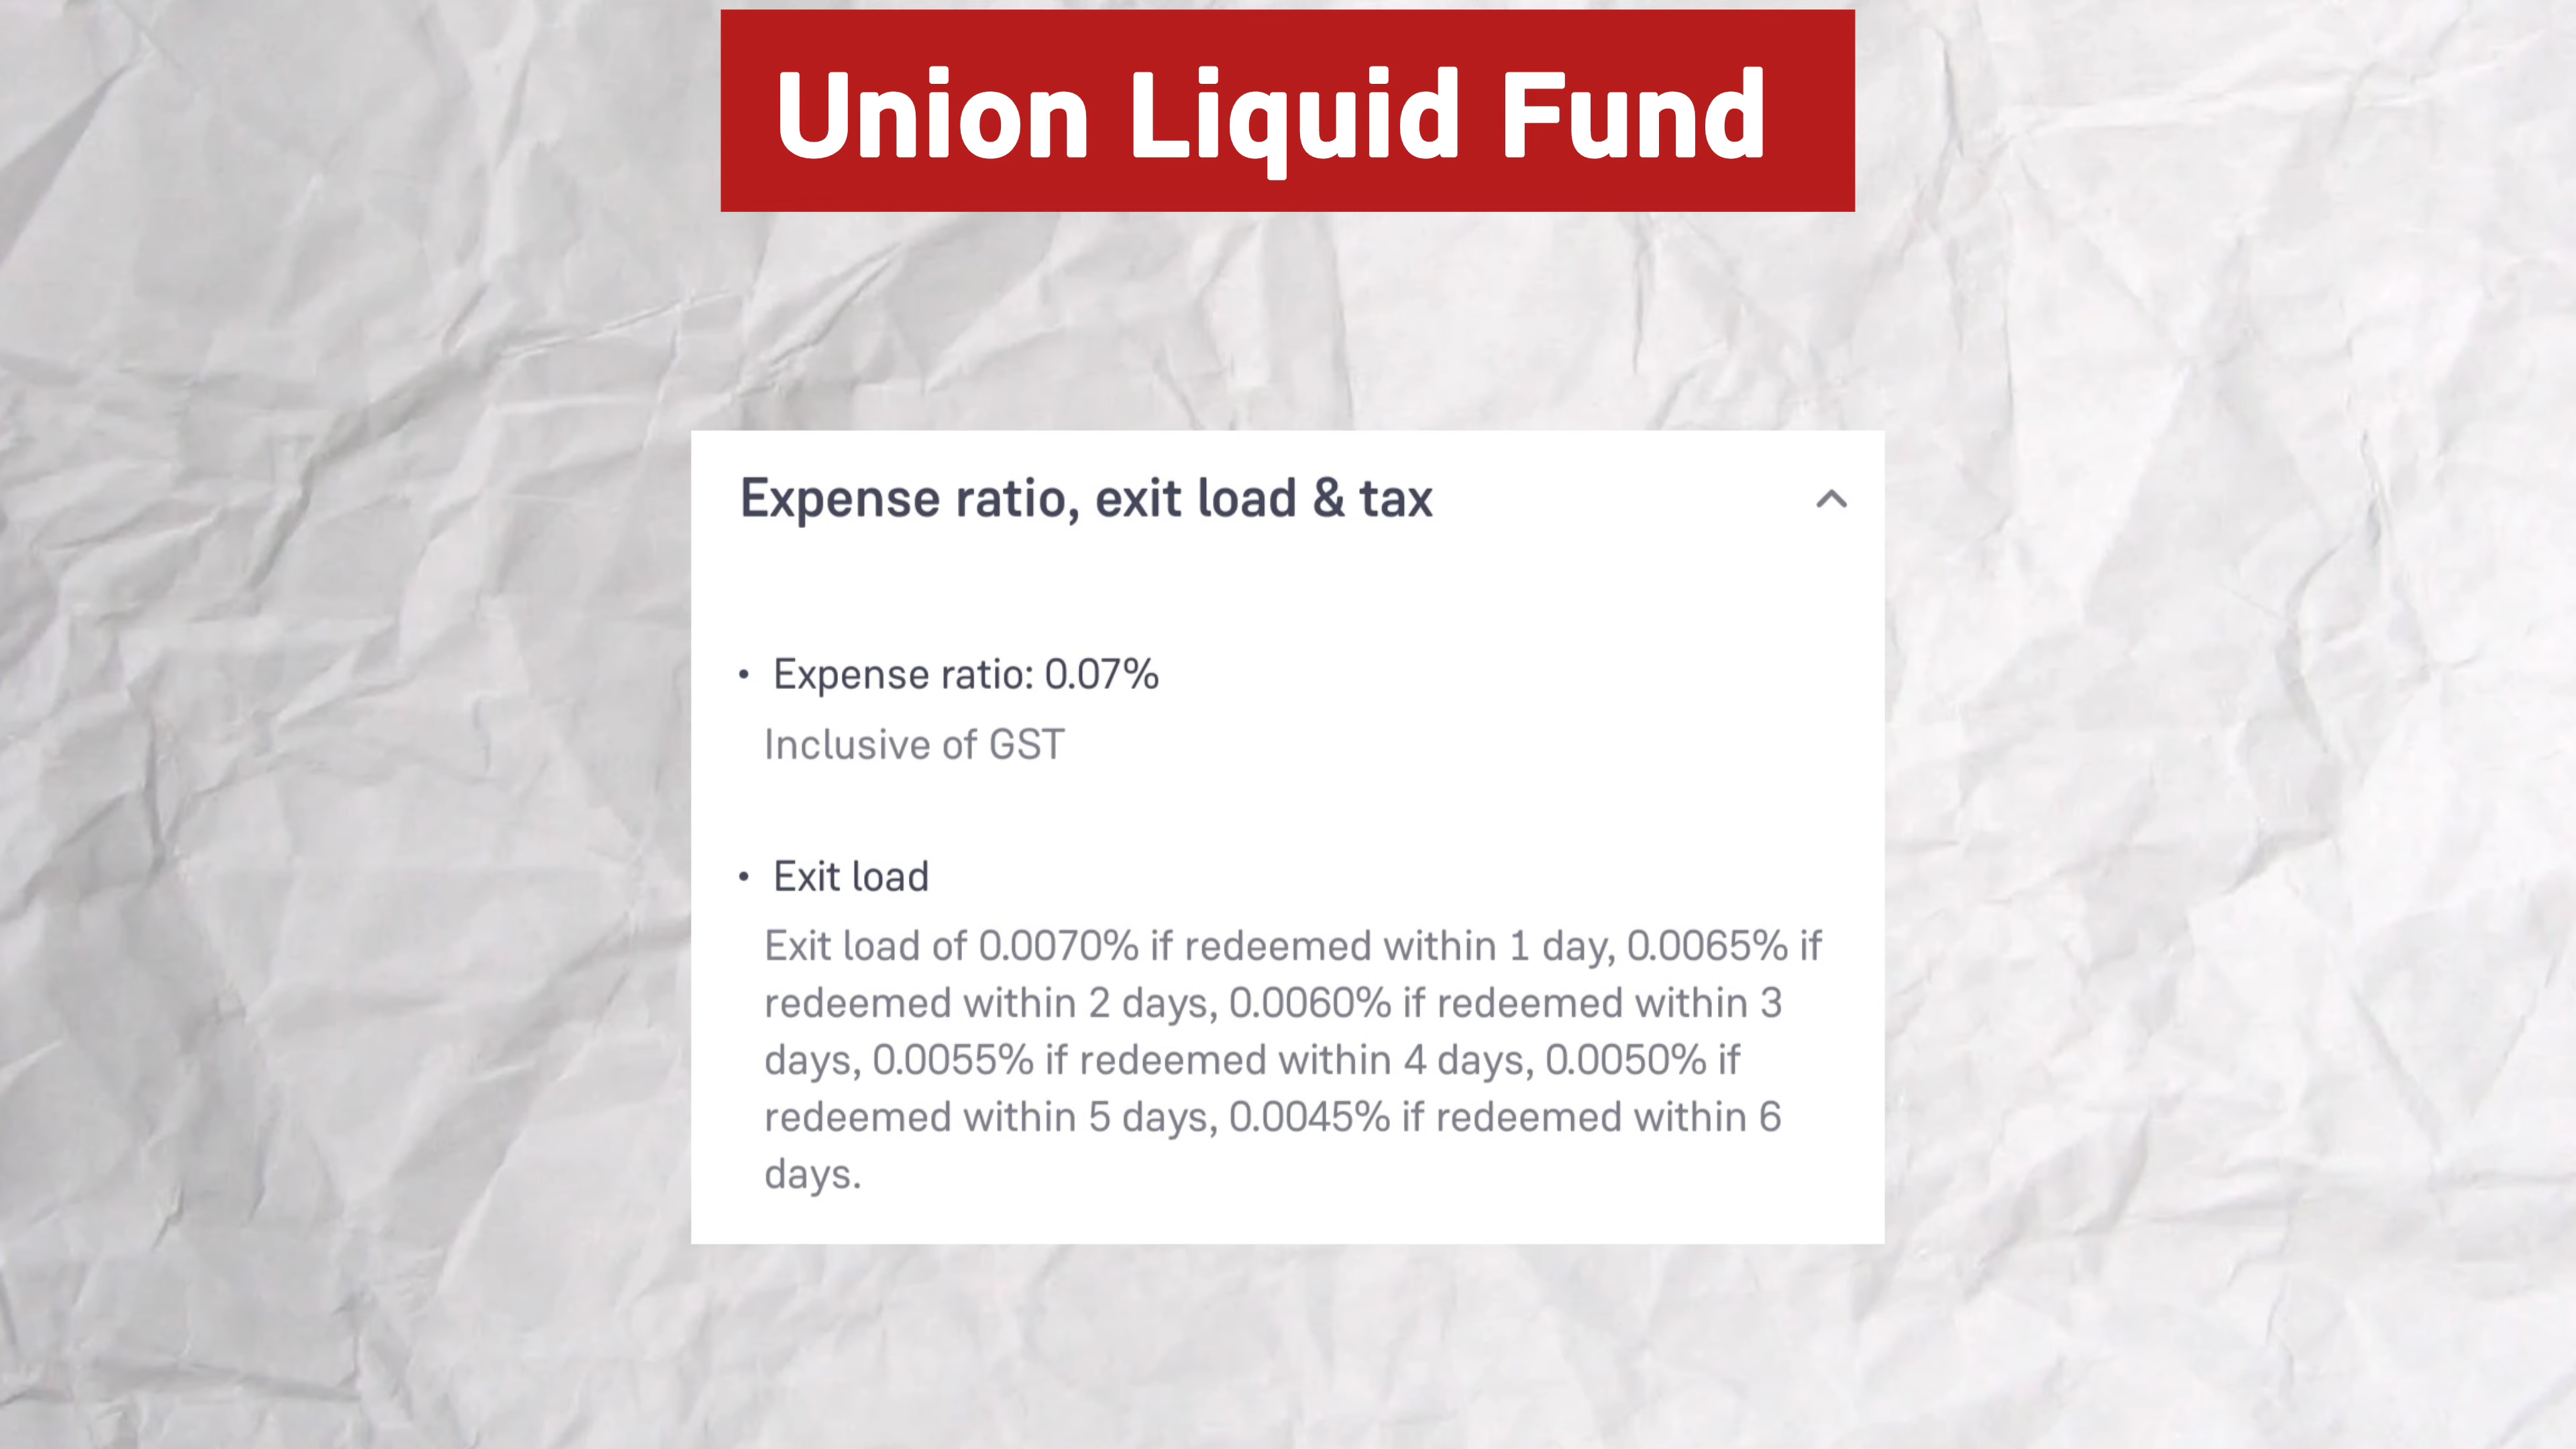 Union Liquid Fund
Expense ratio, exit load & tax
• Expense ratio: 0.07%
Inclusive of GST
• Exit load
Exit load of 0.0070% if redeemed within 1 day, 0.0065% if
redeemed within 2 days, 0.0060% if redeemed within 3
days, 0.0055% if redeemed within 4 days, 0.0050% if
redeemed within 5 days, 0.0045% if redeemed within 6
days.